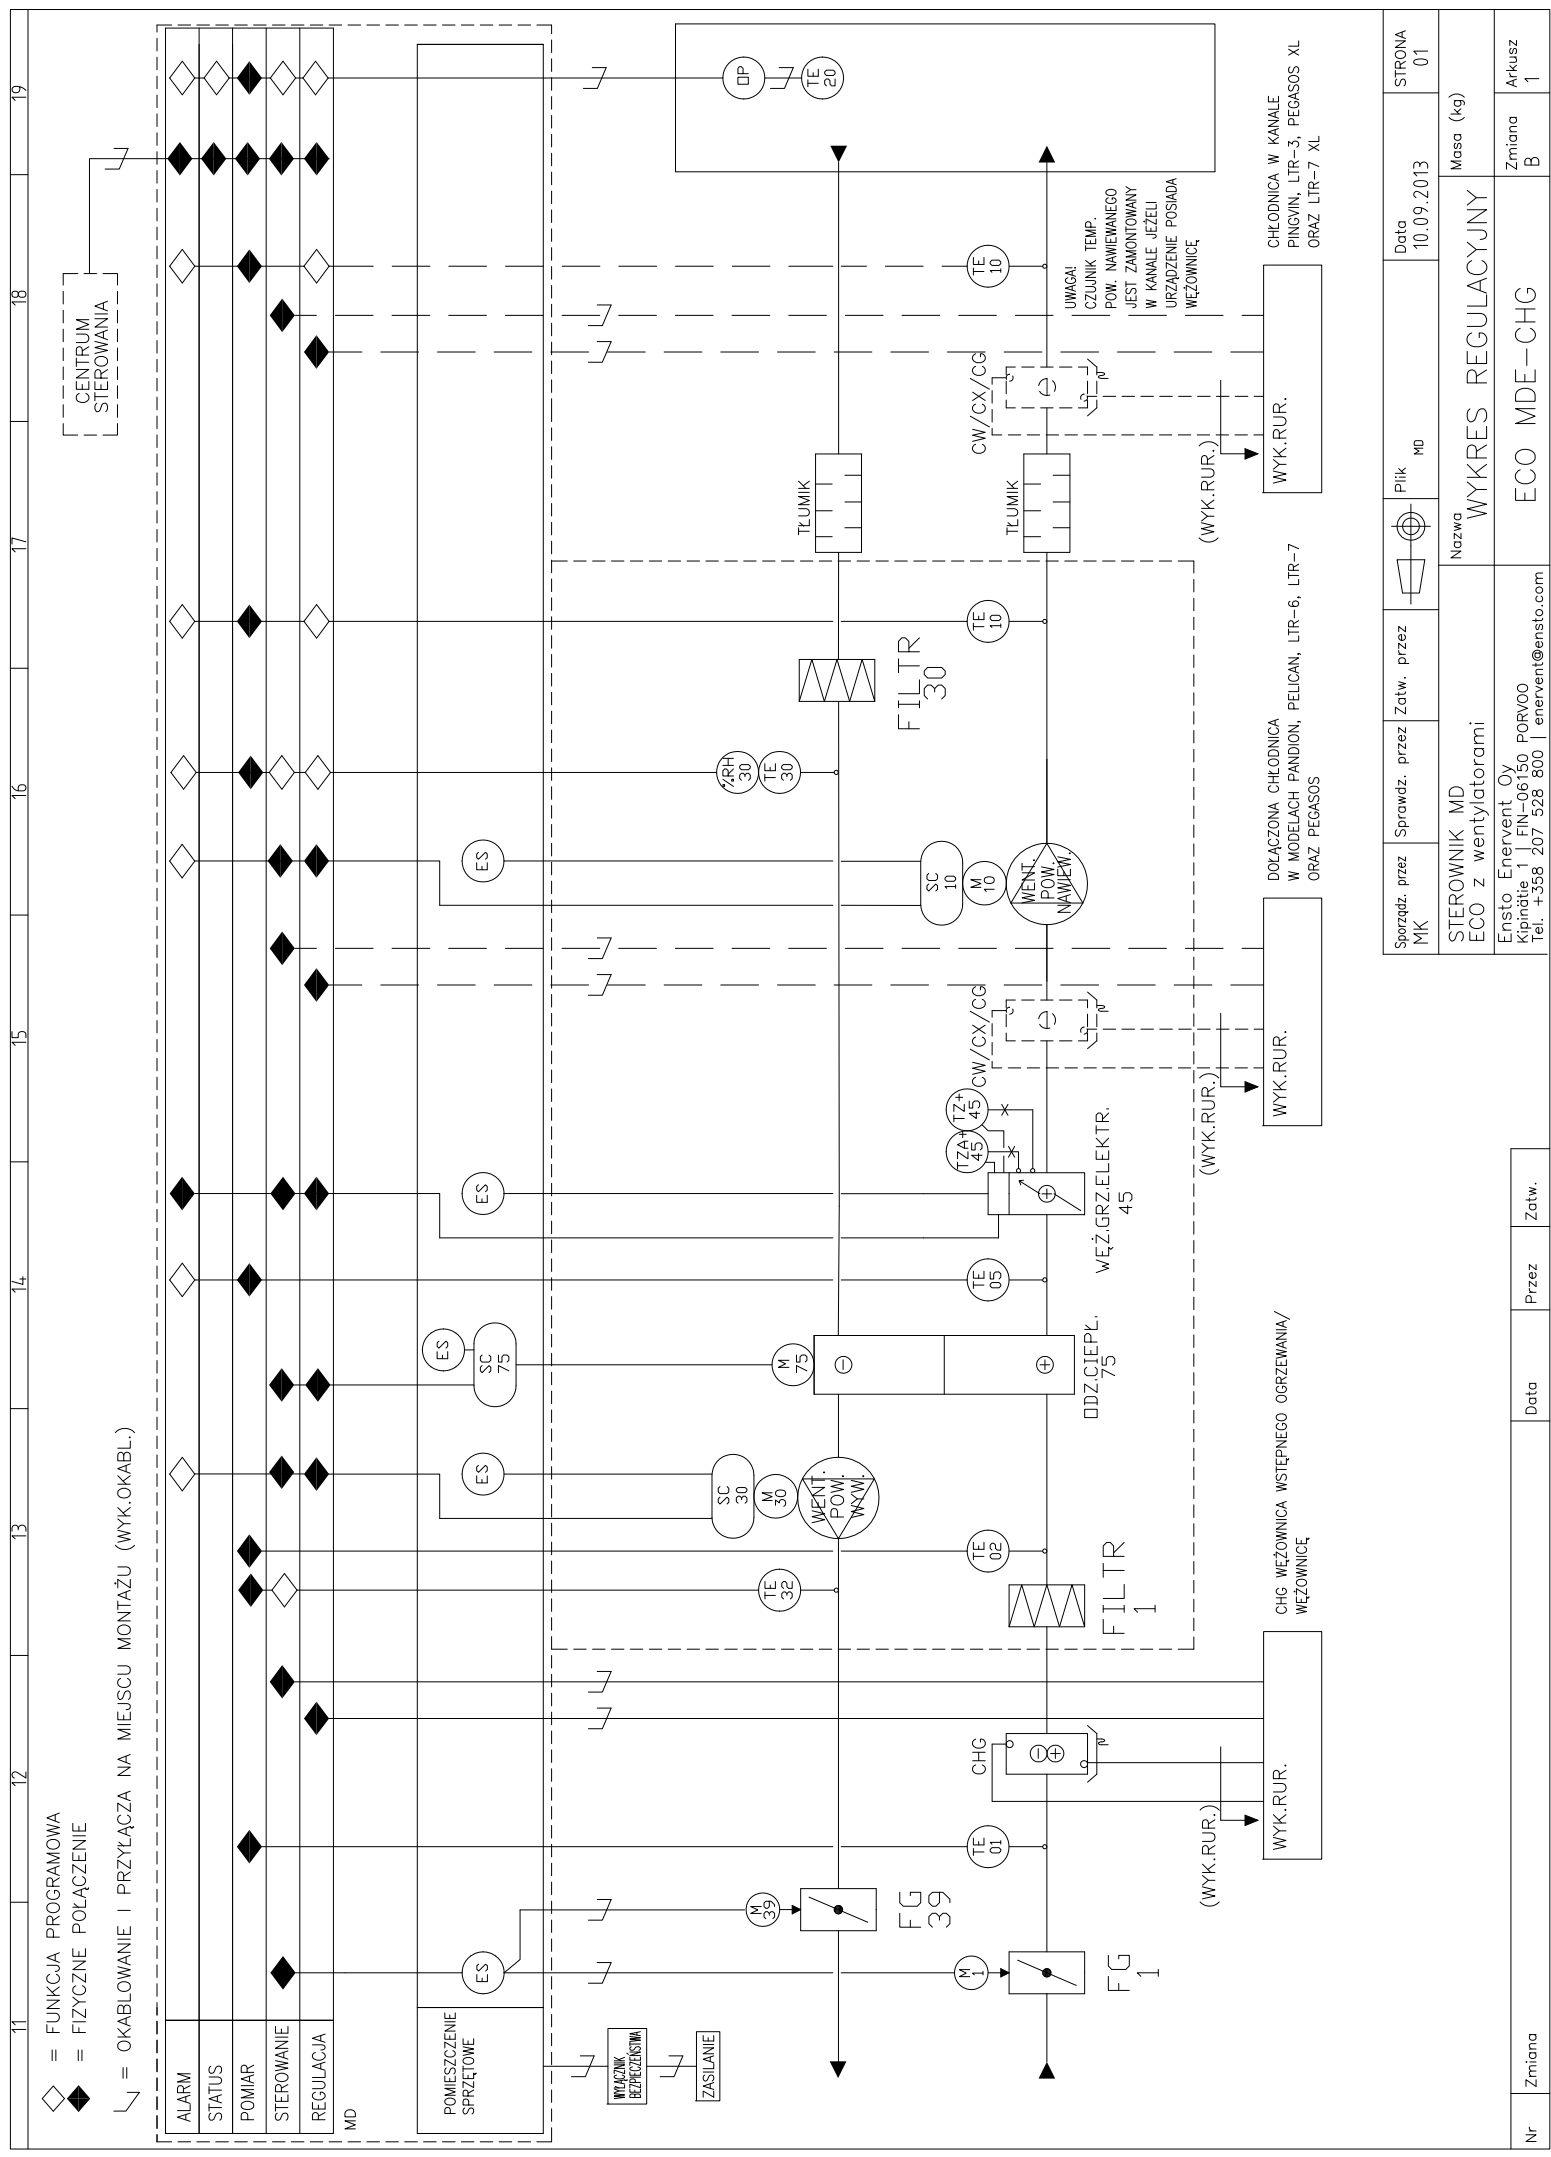 11
12
13
14
15
16
17
18
19
= FUNKCJA PROGRAMOWA
= FIZYCZNE POŁĄCZENIE
= OKABLOWANIE I PRZYŁĄCZA NA MIEJSCU MONTAŻU (WYK.OKABL.)
CENTRUM
STEROWANIA
ALARM
STATUS
POMIAR
STEROWANIE
REGULACJA
MD
POMIESZCZENIE
SPRZĘTOWE
WYŁĄCZNIK
BEZPIECZEŃSTWA
ZASILANIE
ES
ES
ES
SC
75
ES
ES
M
39
FG
39
M
1
FG
1
TE
01
CHG
TE
32
TE
02
FILTR
1
SC
30
M
30
WENT.
POW.
WYW.
M
75
ODZ.CIEPŁ.
75
TE
05
TZA+
45
TZ+
45
WĘŻ.GRZ.ELEKTR.
45
CW/CX/CG
SC
10
M
10
WENT.
POW.
NAWIEW.
%RH
30
TE
30
FILTR
30
TE
10
TŁUMIK
TŁUMIK
CW/CX/CG
TE
10
OP
TE
20
UWAGA!
CZUJNIK TEMP.
POW. NAWIEWANEGO
JEST ZAMONTOWANY
W KANALE JEŻELI
URZĄDZENIE POSIADA
WĘŻOWNICĘ
(WYK.RUR.)
WYK.RUR.
CHG WĘŻOWNICA WSTĘPNEGO OGRZEWANIA/
WĘŻOWNICĘ
(WYK.RUR.)
WYK.RUR.
DOŁĄCZONA CHŁODNICA
W MODELACH PANDION, PELICAN, LTR-6, LTR-7
ORAZ PEGASOS
(WYK.RUR.)
WYK.RUR.
CHŁODNICA W KANALE
PINGVIN, LTR-3, PEGASOS XL
ORAZ LTR-7 XL
Sporządz. przez
MK
Sprawdz. przez
Zatw. przez
Plik
MD
Data
10.09.2013
STRONA
01
STEROWNIK MD
ECO z wentylatorami
Nazwa
WYKRES REGULACYJNY
Masa (kg)
Ensto Enervent Oy
Kipinätie 1 | FIN-06150 PORVOO
Tel. +358 207 528 800 | enervent@ensto.com
ECO MDE-CHG
Zmiana
B
Arkusz
1
Nr
Zmiana
Data
Przez
Zatw.